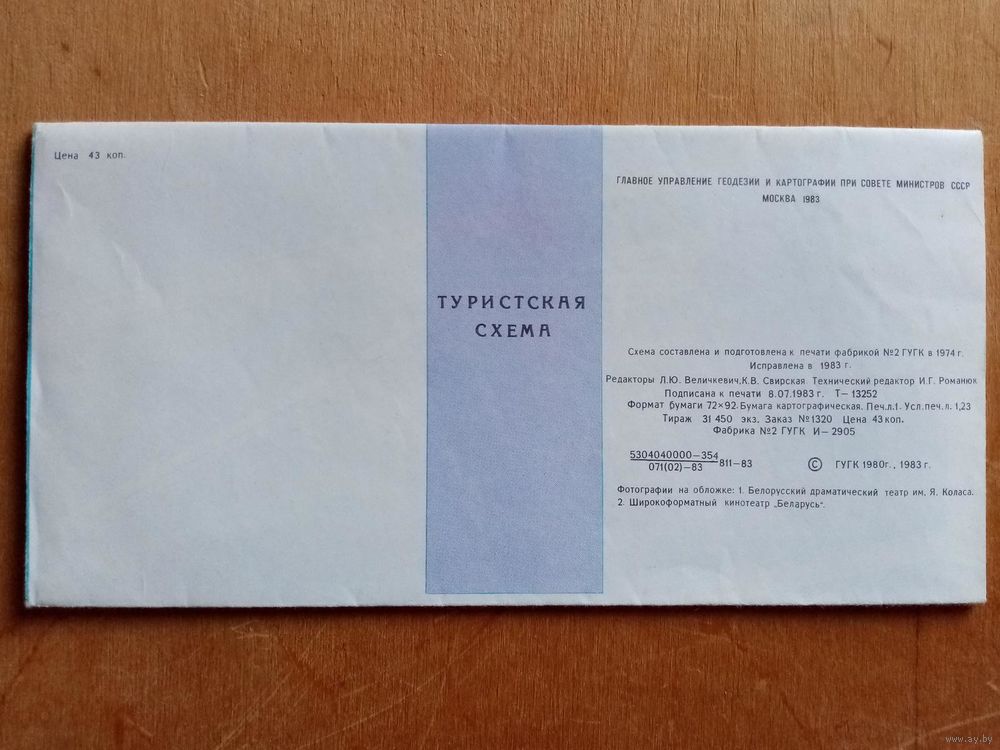 Цена 43 коп.
ТУРИСТСКАЯ
СХЕМА
ГЛАВНОЕ УПРАВЛЕНИЕ ГЕОДЕЗИИ И КАРТОГРАФИИ ПРИ СОВЕТЕ МИНИСТРОВ СССР
МОСКВА 1983
Схема составлена и подготовлена к печати фабрикой №2 ГУГК в 1974 г.
Исправлена в 1983 г.
Редакторы Л.Ю. Величкевич, К.В. Свирская Технический редактор И.Г. Романюк
Подписана к печати 8.07.1983 г. Т—13252
Формат бумаги 72×92. Бумага картографическая. Печ.л.1. Усл.печ.л. 1,23
Тираж 31 450 экз. Заказ №1320 Цена 43 коп.
Фабрика №2 ГУГК И—2905
5304040000—354
071(02)—83
811—83
© ГУГК 1980г., 1983 г.
Фотографии на обложке: 1. Белорусский драматический театр им. Я. Коласа.
2. Широкоформатный кинотеатр „Беларусь“.
www.ay.by